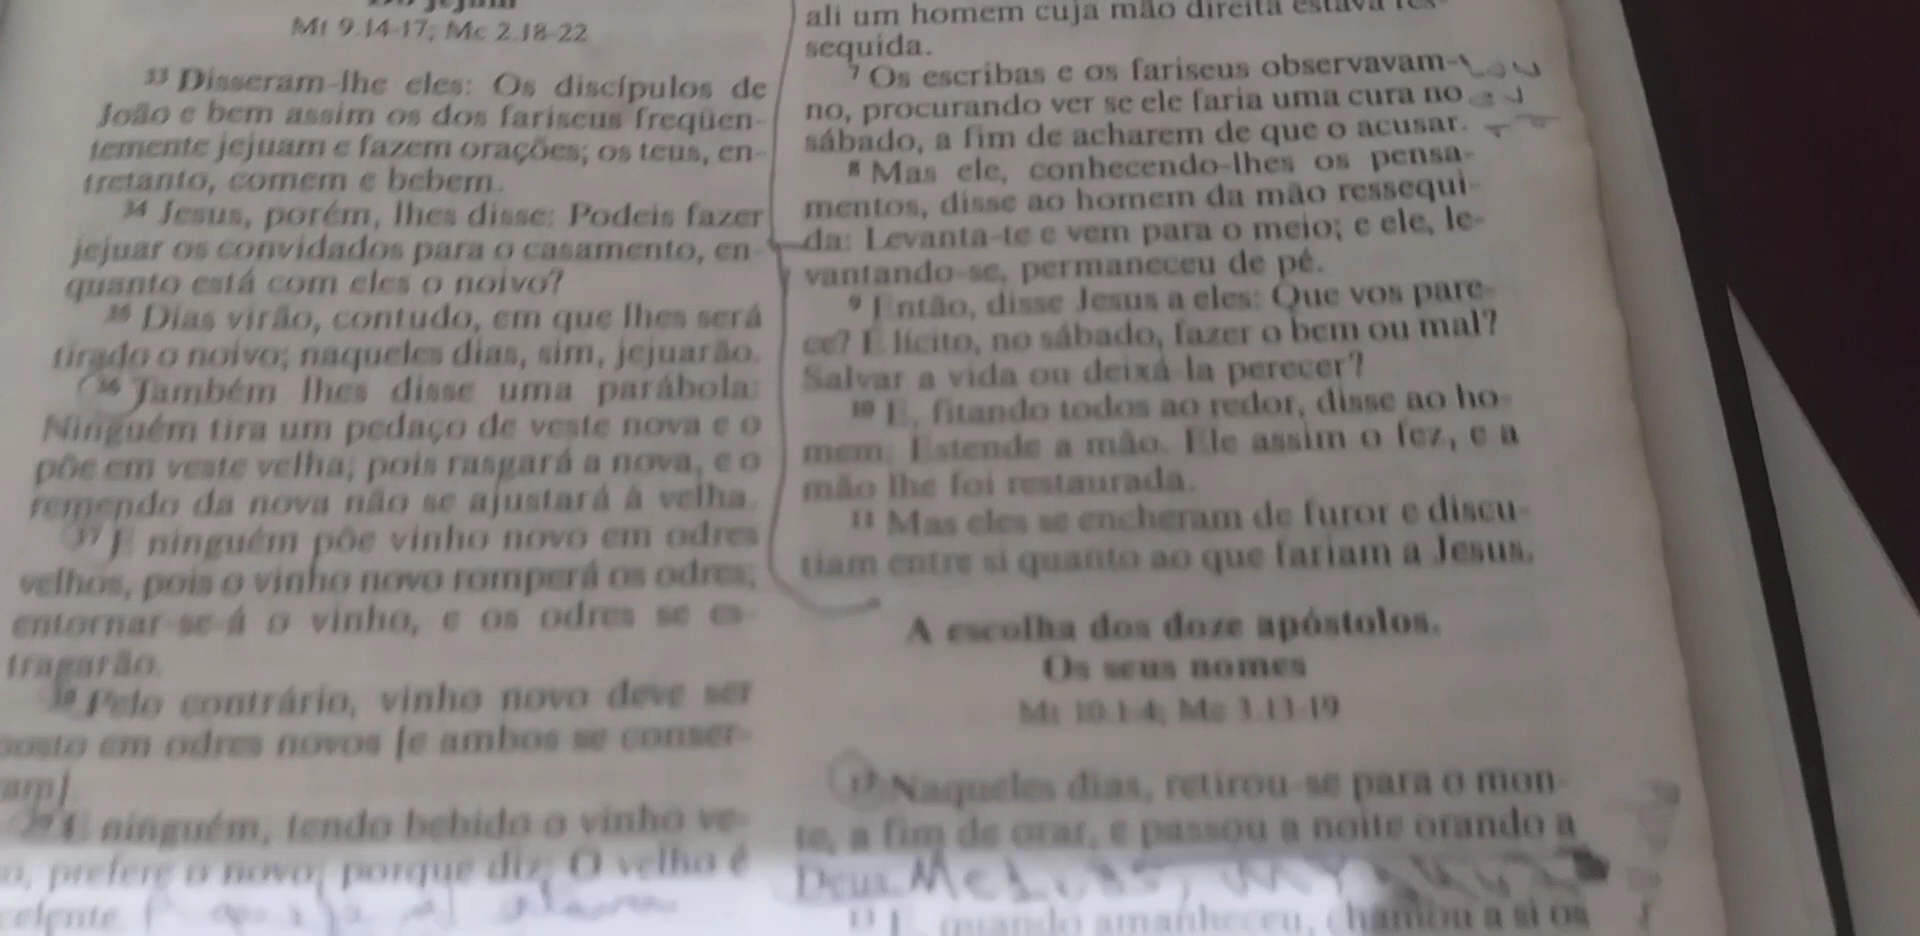 Do jejum
Mt 9.14-17; Mc 2.18-22
33 Disseram-lhe eles: Os discípulos de
João e bem assim os dos fariseus freqüen-
temente jejuam e fazem orações; os teus, en-
tretanto, comem e bebem.
34 Jesus, porém, lhes disse: Podeis fazer
jejuar os convidados para o casamento, en-
quanto está com eles o noivo?
35 Dias virão, contudo, em que lhes será
tirado o noivo; naqueles dias, sim, jejuarão.
36 Também lhes disse uma parábola:
Ninguém tira um pedaço de veste nova e o
põe em veste velha; pois rasgará a nova, e o
remendo da nova não se ajustará à velha.
37 E ninguém põe vinho novo em odres
velhos, pois o vinho novo romperá os odres;
entornar-se-á o vinho, e os odres se es-
tragarão.
38 Pelo contrário, vinho novo deve ser
posto em odres novos [e ambos se conser-
am].
39 E ninguém, tendo bebido o vinho ve-
o, prefere o novo; porque diz: O velho é
celente.
ali um homem cuja mão direita estava res-
sequida.
7 Os escribas e os fariseus observavam-
no, procurando ver se ele faria uma cura no
sábado, a fim de acharem de que o acusar.
8 Mas ele, conhecendo-lhes os pensa-
mentos, disse ao homem da mão ressequi-
da: Levanta-te e vem para o meio; e ele, le-
vantando-se, permaneceu de pé.
9 Então, disse Jesus a eles: Que vos pare-
ce? É lícito, no sábado, fazer o bem ou mal?
Salvar a vida ou deixá-la perecer?
10 E, fitando todos ao redor, disse ao ho-
mem: Estende a mão. Ele assim o fez, e a
mão lhe foi restaurada.
11 Mas eles se encheram de furor e discu-
tiam entre si quanto ao que fariam a Jesus.
A escolha dos doze apóstolos.
Os seus nomes
Mt 10.1-4; Mc 3.13-19
12 Naqueles dias, retirou-se para o mon-
te, a fim de orar, e passou a noite orando a
Deus.
13 E, quando amanheceu, chamou a si os